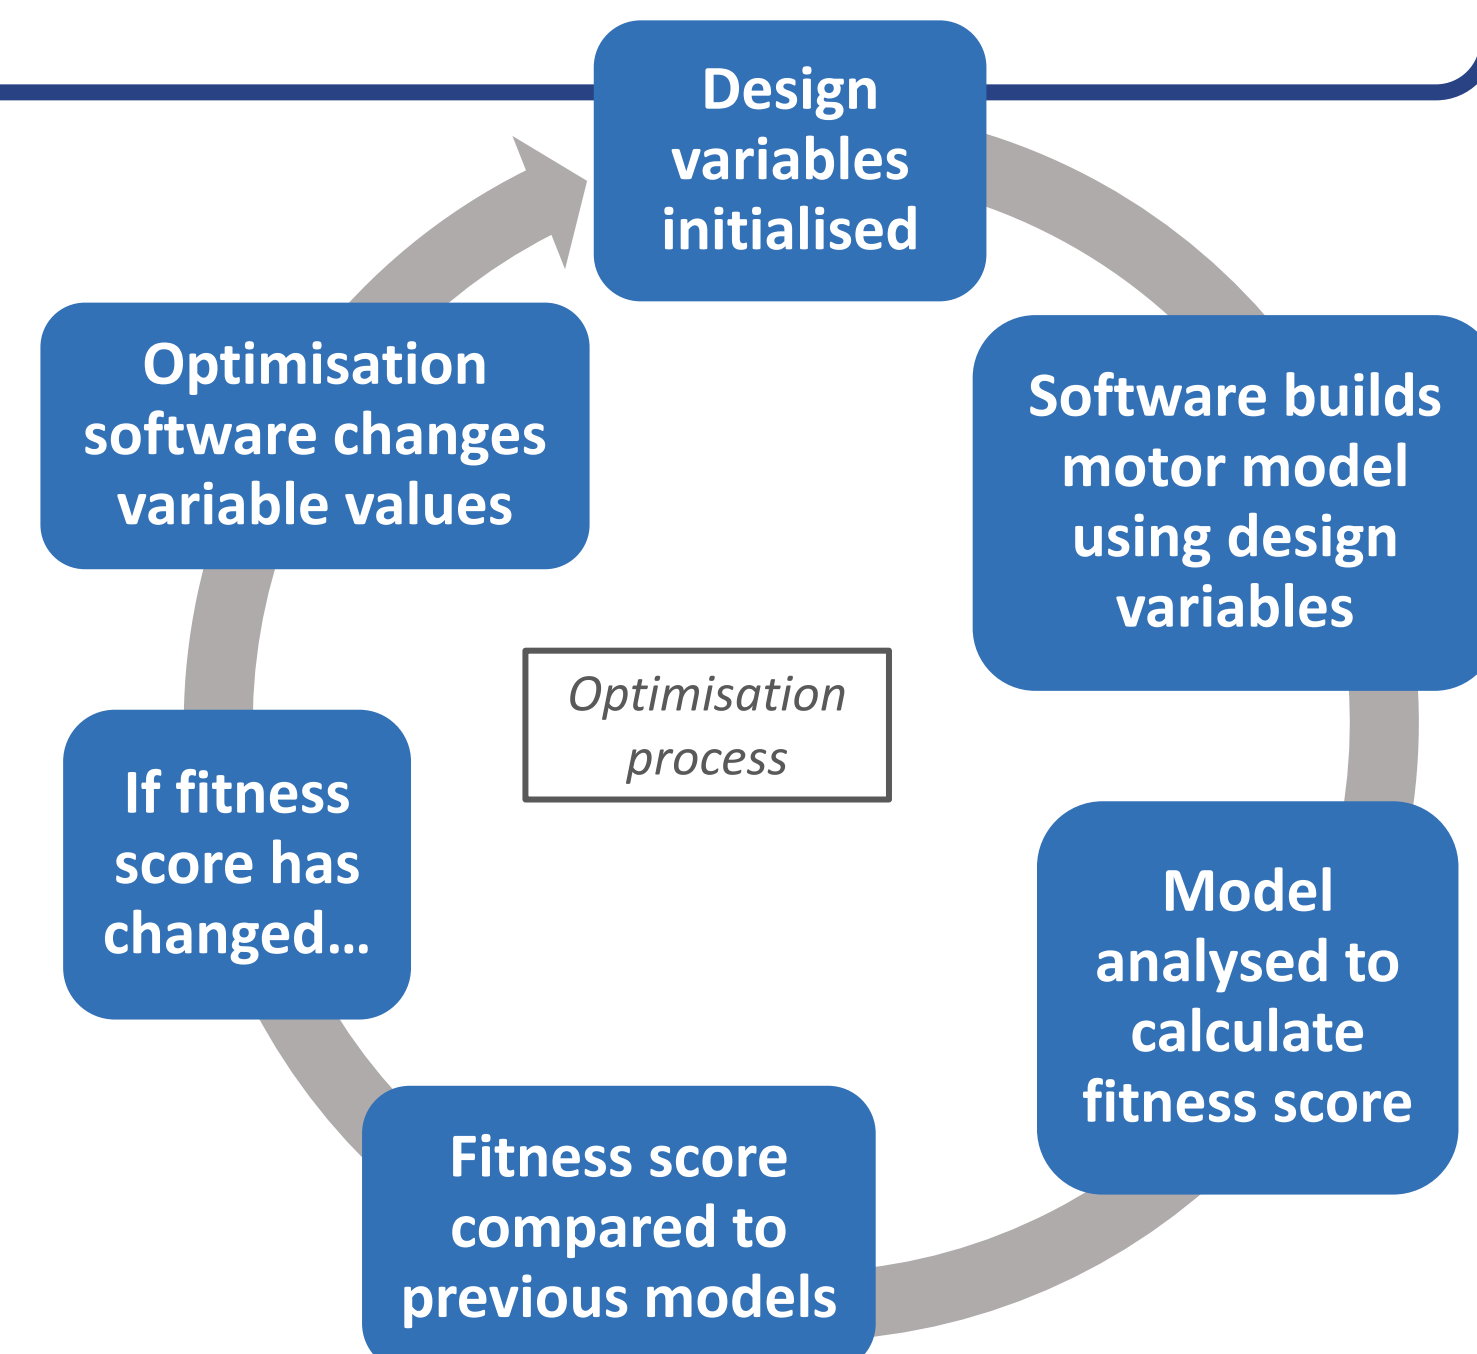 Design
variables
initialised
Software builds
motor model
using design
variables
Model
analysed to
calculate
fitness score
Fitness score
compared to
previous models
If fitness
score has
changed…
Optimisation
software changes
variable values
Optimisation
process